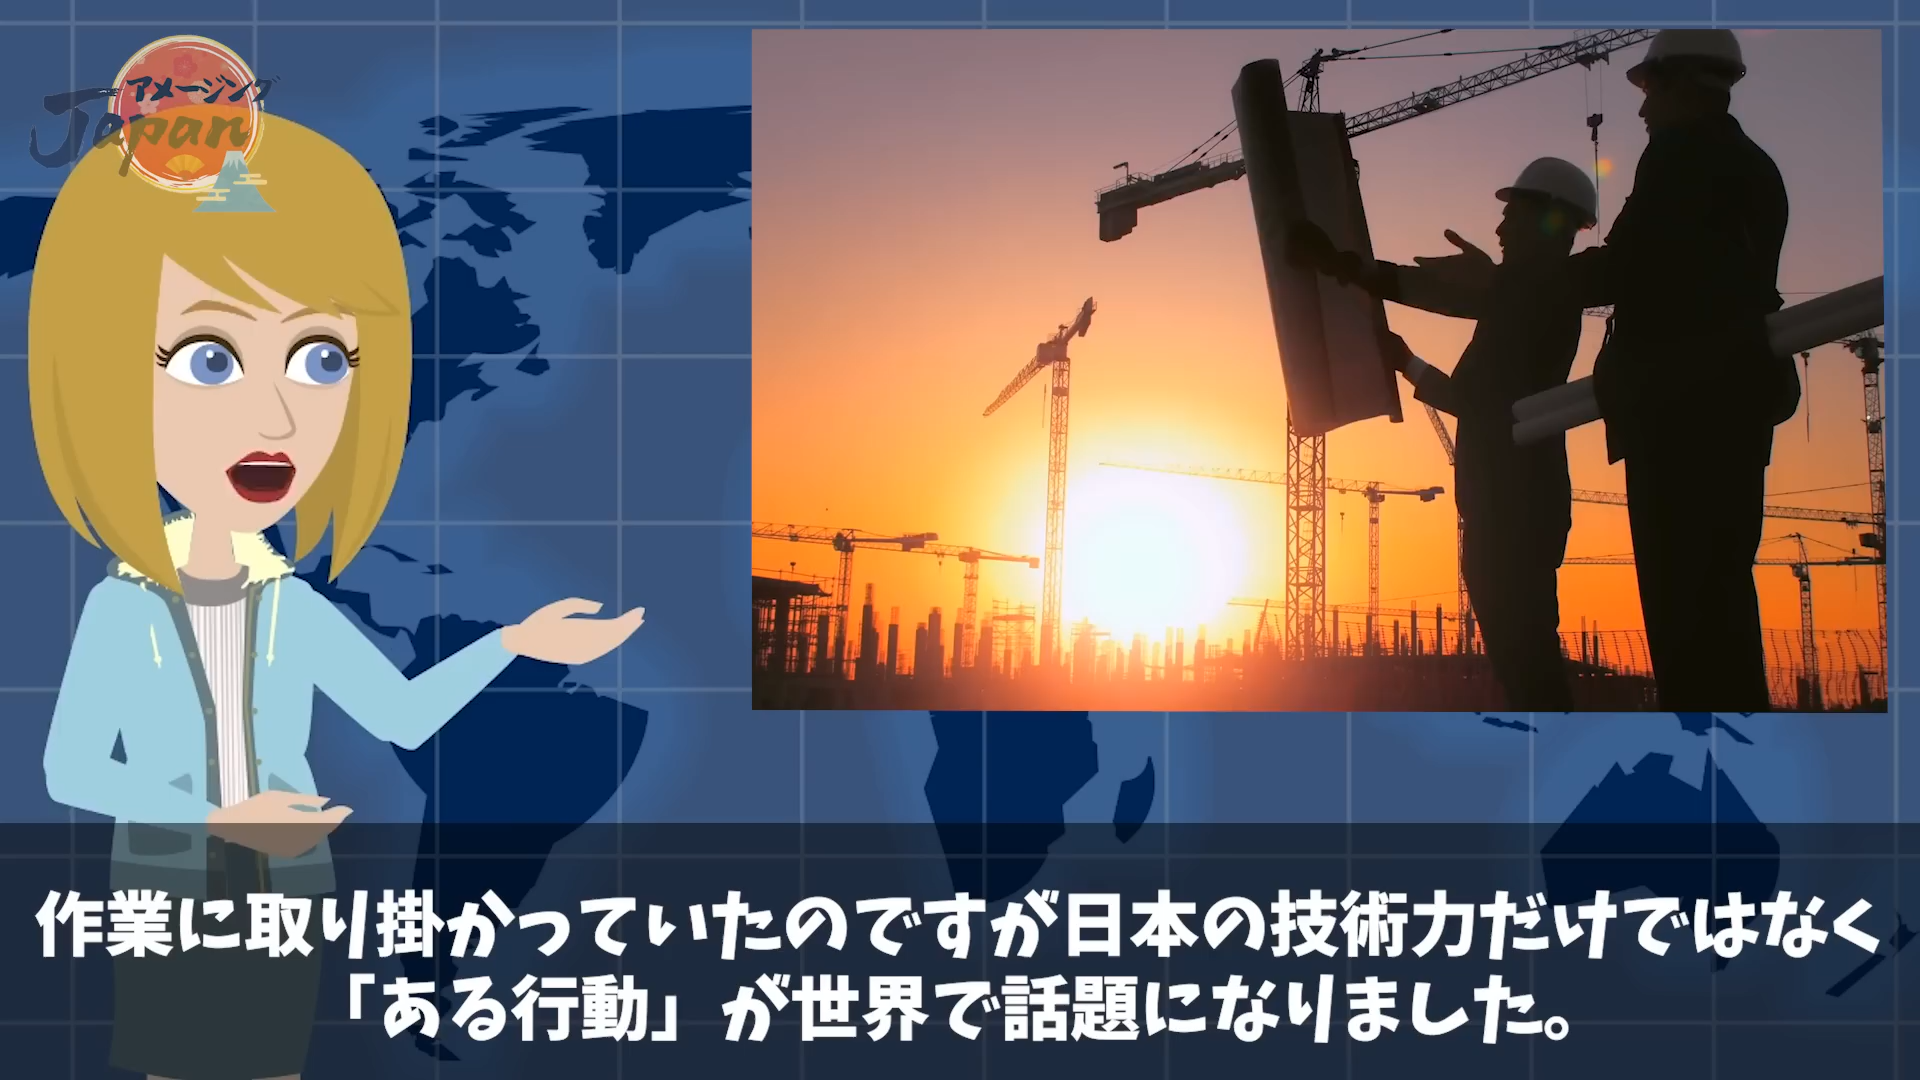 アメージング
Japan
作業に取り掛かっていたのですが日本の技術力だけではなく
「ある行動」が世界で話題になりました。